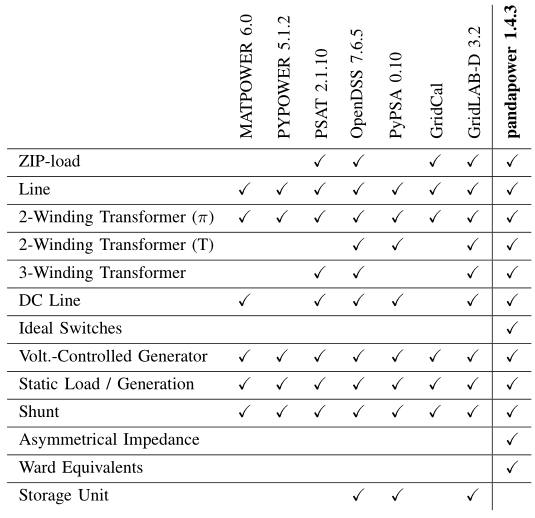 MATPOWER 6.0 PYPOWER 5.1.2 PSAT 2.1.10 OpenDSS 7.6.5 PyPSA 0.10 GridCal GridLAB-D 3.2 pandapower 1.4.3
ZIP-load ✓ ✓ ✓ ✓ ✓
Line ✓ ✓ ✓ ✓ ✓ ✓ ✓ ✓
2-Winding Transformer (π) ✓ ✓ ✓ ✓ ✓ ✓ ✓ ✓
2-Winding Transformer (T) ✓ ✓ ✓ ✓
3-Winding Transformer ✓ ✓ ✓ ✓
DC Line ✓ ✓ ✓ ✓ ✓ ✓
Ideal Switches ✓
Volt.-Controlled Generator ✓ ✓ ✓ ✓ ✓ ✓ ✓ ✓
Static Load / Generation ✓ ✓ ✓ ✓ ✓ ✓ ✓ ✓
Shunt ✓ ✓ ✓ ✓ ✓ ✓ ✓ ✓
Asymmetrical Impedance ✓
Ward Equivalents ✓
Storage Unit ✓ ✓ ✓